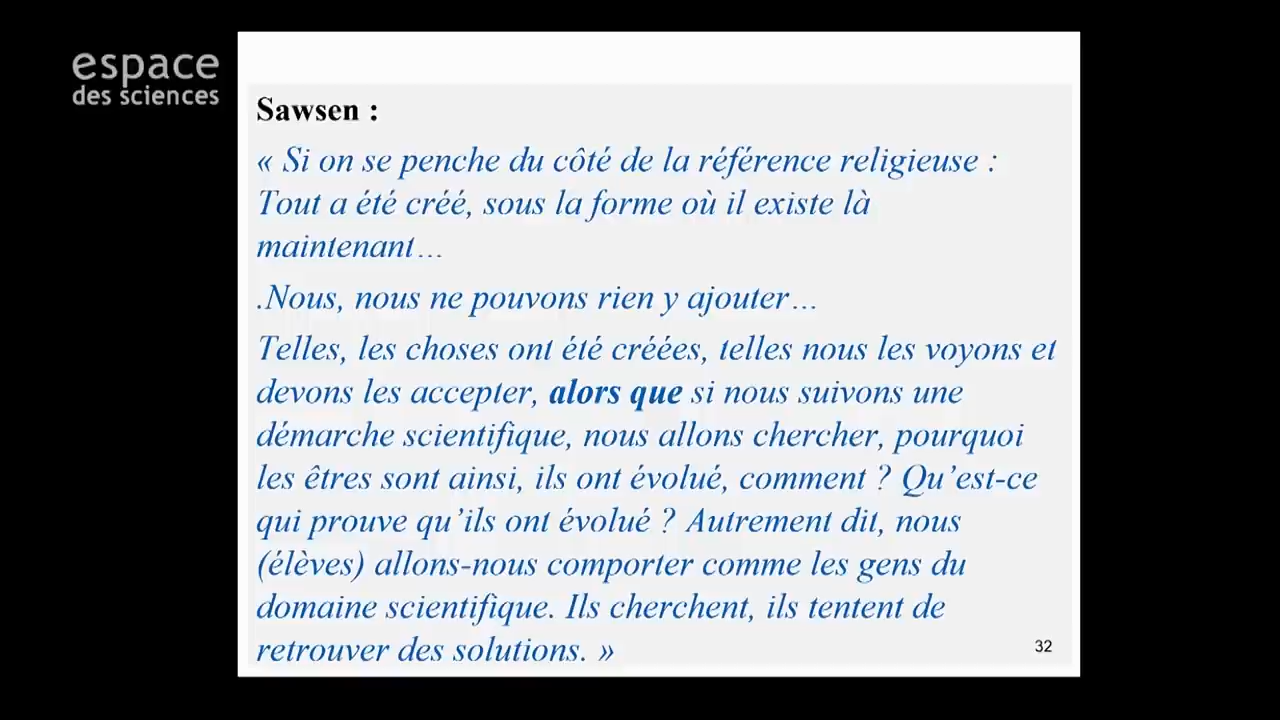 espace
des sciences
Sawsen :
« Si on se penche du côté de la référence religieuse :
Tout a été créé, sous la forme où il existe là
maintenant…
.Nous, nous ne pouvons rien y ajouter…
Telles, les choses ont été créées, telles nous les voyons et
devons les accepter, alors que si nous suivons une
démarche scientifique, nous allons chercher, pourquoi
les êtres sont ainsi, ils ont évolué, comment ? Qu’est-ce
qui prouve qu’ils ont évolué ? Autrement dit, nous
(élèves) allons-nous comporter comme les gens du
domaine scientifique. Ils cherchent, ils tentent de
retrouver des solutions. »
32